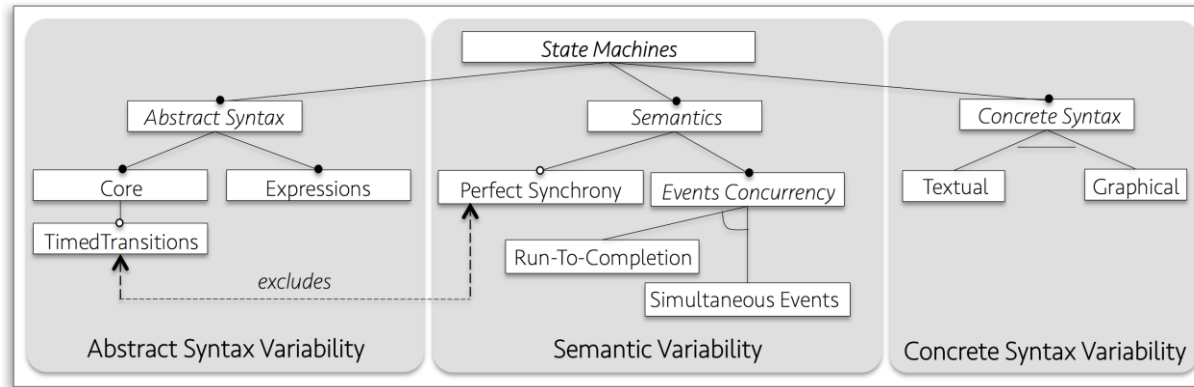 State Machines
Abstract Syntax
Semantics
Concrete Syntax
Core
Expressions
Perfect Synchrony
Events Concurrency
Textual
Graphical
TimedTransitions
Run-To-Completion
excludes
Simultaneous Events
Abstract Syntax Variability
Semantic Variability
Concrete Syntax Variability